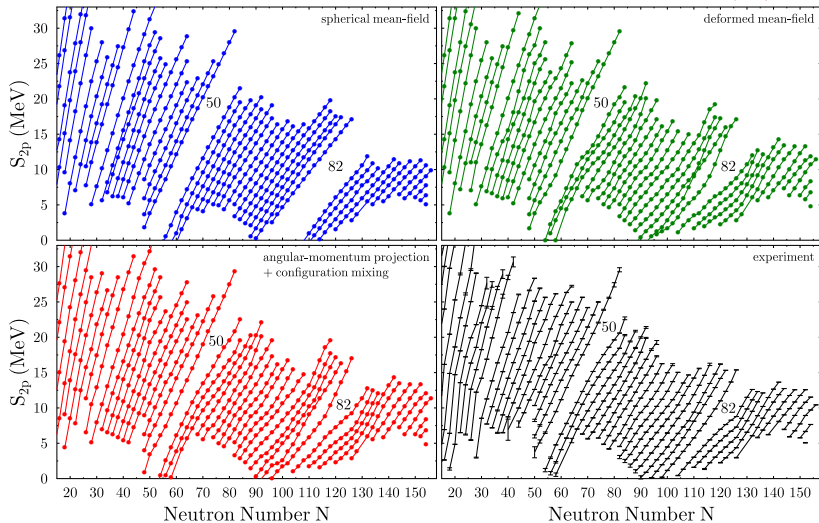 spherical mean-field
deformed mean-field
30
25
20
15
10
5
0
S2p (MeV)
50
82
50
82
angular-momentum projection
+ configuration mixing
experiment
30
25
20
15
10
5
0
S2p (MeV)
50
82
50
82
20 30 40 50 60 70 80 90 100 110 120 130 140 150
20 30 40 50 60 70 80 90 100 110 120 130 140 150
Neutron Number N
Neutron Number N